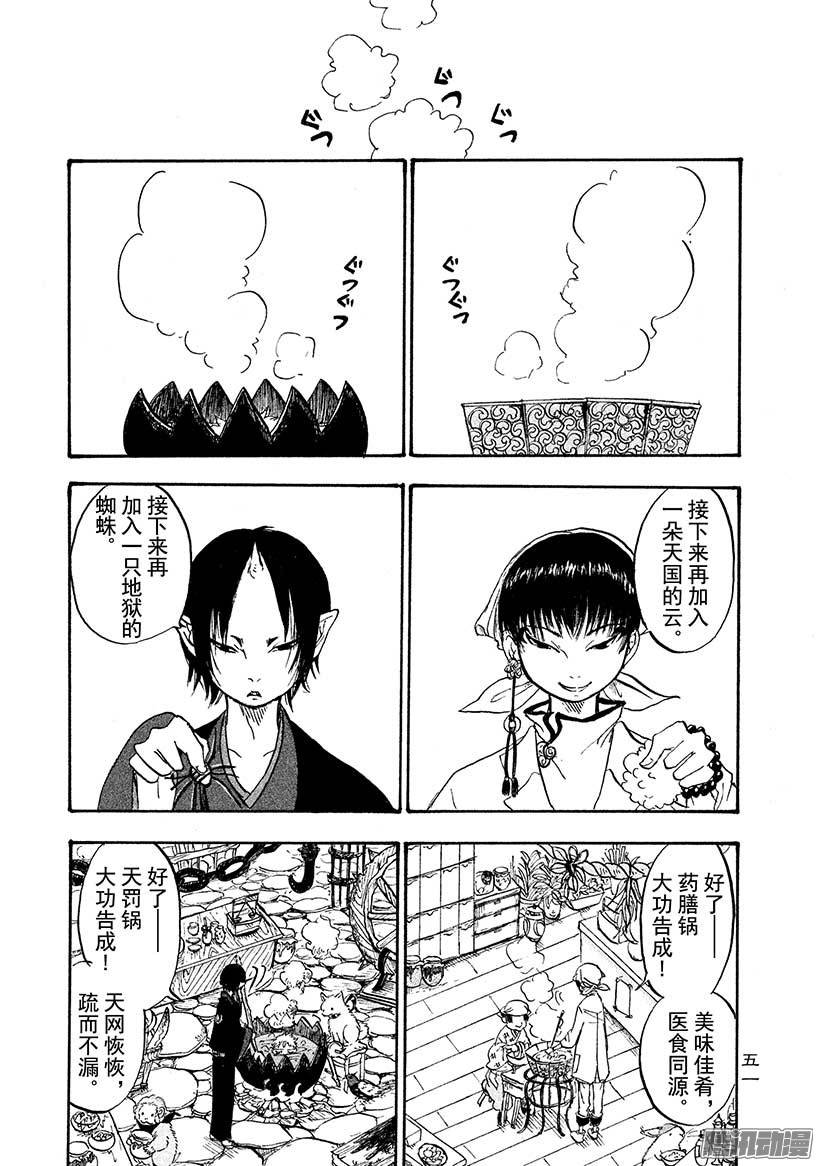 ぐつ
ぐつ
ぐつ
ぐつ
ぐつぐつ
ぐつぐつ
接下来再加入
一朵天国的云。
接下来再
加入一只地狱的
蜘蛛。
好了——
药膳锅
大功告成！
美味佳肴，
医食同源。
好了——
天罚锅
大功告成！
天网恢恢，
疏而不漏。
五一
腾讯动漫